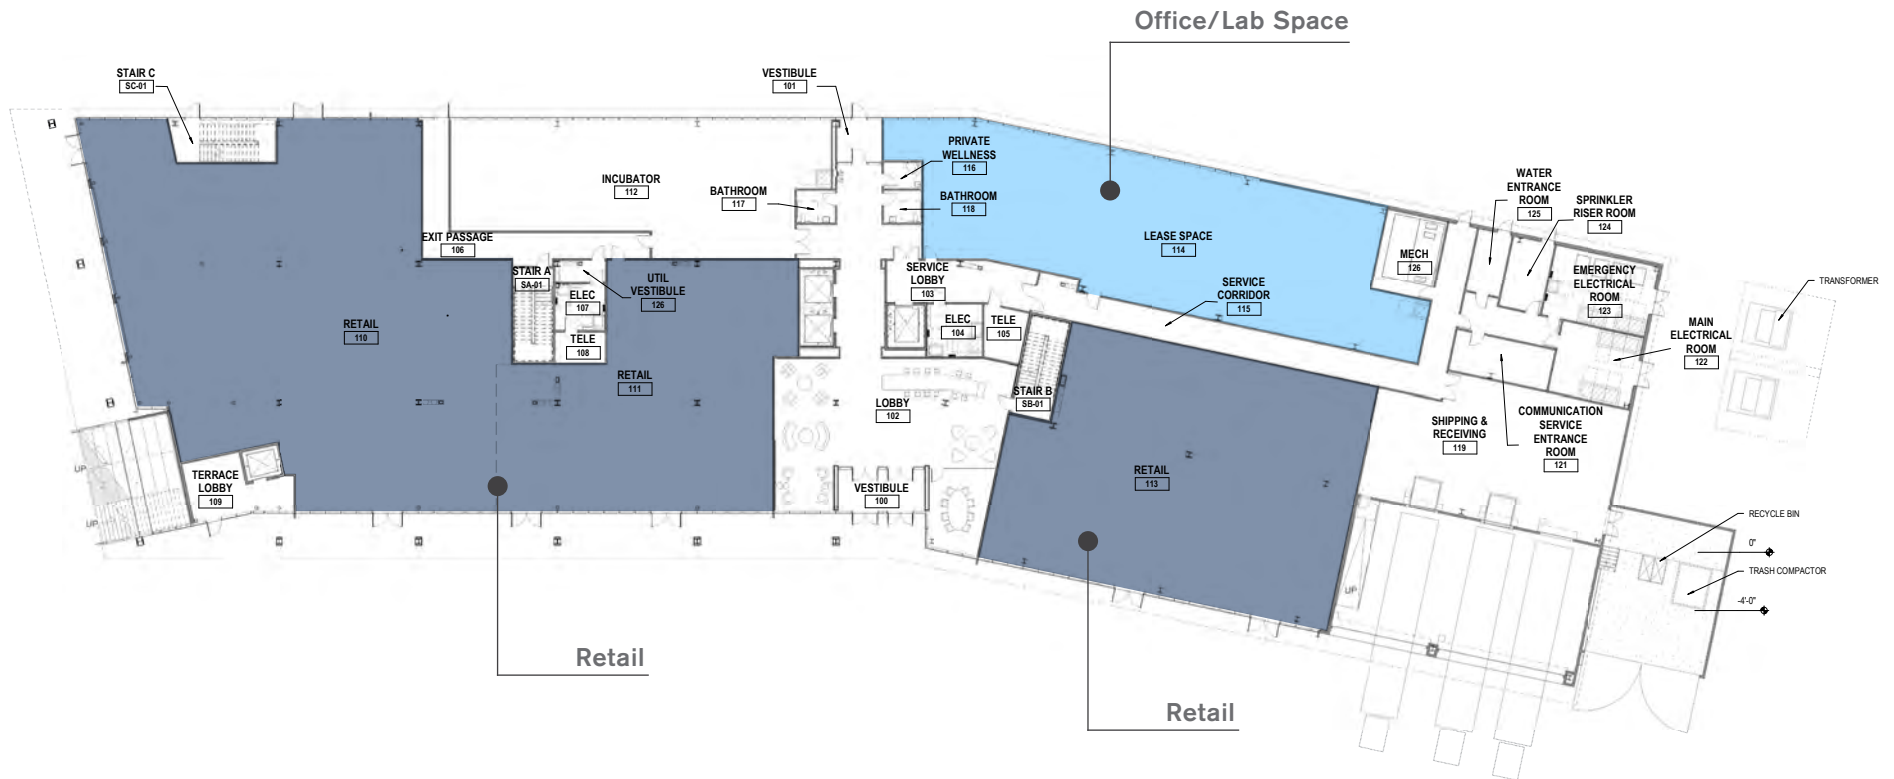 Office/Lab Space
STAIR C
SC-01
VESTIBULE
101
PRIVATE
WELLNESS
116
WATER
ENTRANCE
ROOM
125
SPRINKLER
RISER ROOM
124
INCUBATOR
112
BATHROOM
117
BATHROOM
118
EXIT PASSAGE
106
LEASE SPACE
114
MECH
126
STAIR A
SA-01
UTIL
VESTIBULE
126
SERVICE
LOBBY
103
SERVICE
CORRIDOR
115
EMERGENCY
ELECTRICAL
ROOM
123
TRANSFORMER
ELEC
107
RETAIL
110
ELEC
104
TELE
105
MAIN
ELECTRICAL
ROOM
122
TELE
108
RETAIL
111
STAIR B
SB-01
LOBBY
102
SHIPPING &
RECEIVING
119
COMMUNICATION
SERVICE
ENTRANCE
ROOM
121
UP
TERRACE
LOBBY
109
RETAIL
113
VESTIBULE
100
UP
RECYCLE BIN
0"
TRASH COMPACTOR
UP
-4'-0"
Retail
Retail